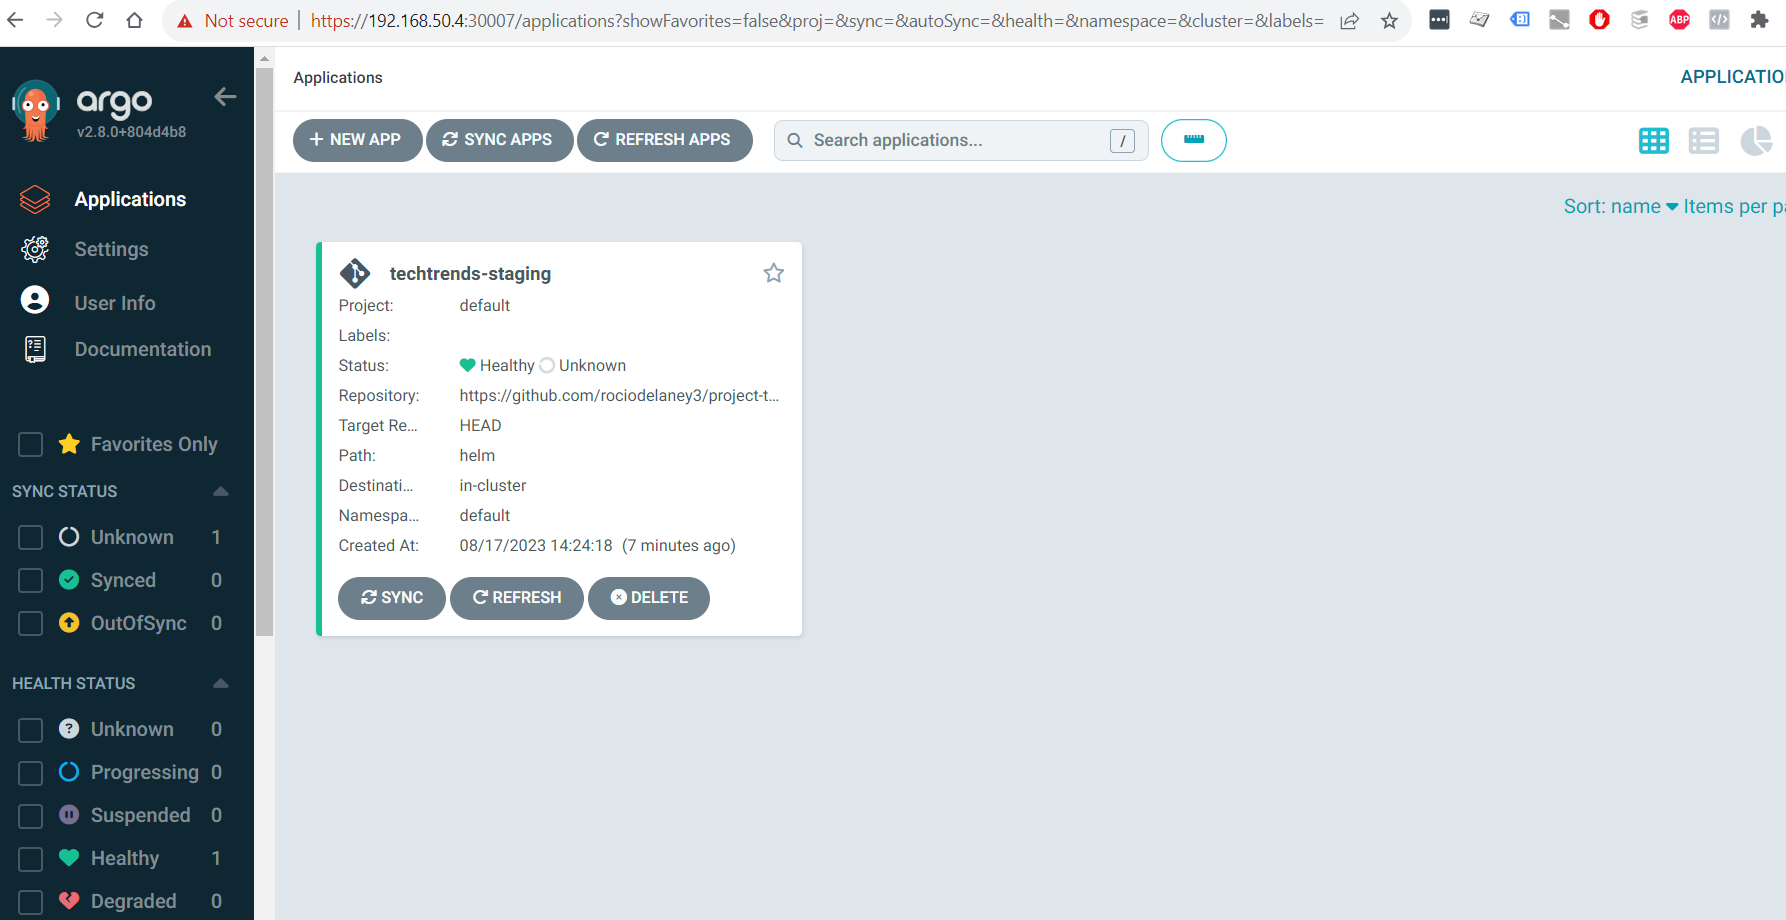 Not secure | https://192.168.50.4:30007/applications?showFavorites=false&proj=&sync=&autoSync=&health=&namespace=&cluster=&labels=
ABP
argo
v2.8.0+804d4b8
Applications
Settings
User Info
Documentation
Favorites Only
SYNC STATUS
Unknown 1
Synced 0
OutOfSync 0
HEALTH STATUS
Unknown 0
Progressing 0
Suspended 0
Healthy 1
Degraded 0
Applications
APPLICATIO
+ NEW APP
SYNC APPS
REFRESH APPS
Search applications... /
Sort: name Items per pa
techtrends-staging
Project: default
Labels:
Status: Healthy Unknown
Repository: https://github.com/rociodelaney3/project-t...
Target Re... HEAD
Path: helm
Destinati... in-cluster
Namespa... default
Created At: 08/17/2023 14:24:18 (7 minutes ago)
SYNC
REFRESH
DELETE